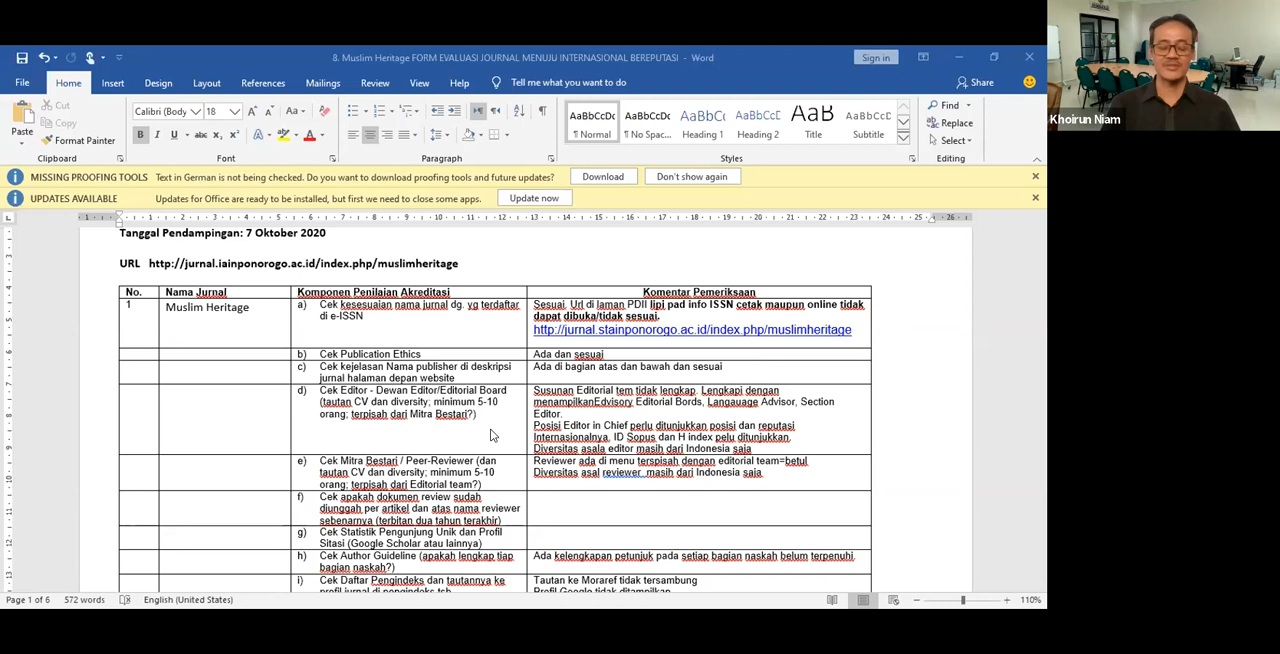 8. Muslim Heritage FORM EVALUASI JOURNAL MENUJU INTERNASIONAL BEREPUTASI - Word
Sign in
File Home Insert Design Layout References Mailings Review View Help Tell me what you want to do
Share
Paste
Cut
Copy
Format Painter
Clipboard
Calibri (Body 18
Aa
B I U abc x₂ x²
Font
Paragraph
AaBbCcDc AaBbCcDc AaBbCc AaBbCcD AaB AaBbCcD
¶ Normal ¶ No Spac... Heading 1 Heading 2 Title Subtitle
Styles
Find
Replace
Select
Editing
Khoirun Niam
MISSING PROOFING TOOLS Text in German is not being checked. Do you want to download proofing tools and future updates? Download Don't show again
UPDATES AVAILABLE Updates for Office are ready to be installed, but first we need to close some apps. Update now
Tanggal Pendampingan: 7 Oktober 2020
URL http://jurnal.iainponorogo.ac.id/index.php/muslimheritage
No. Nama Jurnal Komponen Penilaian Akreditasi Komentar Pemeriksaan
1 Muslim Heritage
a) Cek kesesuaian nama jurnal dg. yg terdaftar
di e-ISSN
Sesuai, Url di laman PDII lipi pad info ISSN cetak maupun online tidak
dapat dibuka/tidak sesuai.
http://jurnal.stainponorogo.ac.id/index.php/muslimheritage
b) Cek Publication Ethics
Ada dan sesuai
c) Cek kejelasan Nama publisher di deskripsi
jurnal halaman depan website
Ada di bagian atas dan bawah dan sesuai
d) Cek Editor - Dewan Editor/Editorial Board
(tautan CV dan diversity; minimum 5-10
orang; terpisah dari Mitra Bestari?)
Susunan Editorial tem tidak lengkap. Lengkapi dengan
menampilkanEdvisory Editorial Bords, Langauage Advisor, Section
Editor.
Posisi Editor in Chief perlu ditunjukkan posisi dan reputasi
Internasionalnya, ID Sopus dan H index pelu ditunjukkan.
Diversitas asala editor masih dari Indonesia saja
e) Cek Mitra Bestari / Peer-Reviewer (dan
tautan CV dan diversity; minimum 5-10
orang; terpisah dari Editorial team?)
Reviewer ada di menu terspisah dengan editorial team=betul
Diversitas asal reviewer masih dari Indonesia saja
f) Cek apakah dokumen review sudah
diunggah per artikel dan atas nama reviewer
sebenarnya (terbitan dua tahun terakhir)
g) Cek Statistik Pengunjung Unik dan Profil
Sitasi (Google Scholar atau lainnya)
h) Cek Author Guideline (apakah lengkap tiap
bagian naskah?)
Ada kelengkapan petunjuk pada setiap bagian naskah belum terpenuhi.
i) Cek Daftar Pengindeks dan tautannya ke
profil jurnal di pengindeks tsb
Tautan ke Moraref tidak tersambung
Profil Google tidak ditampilkan
Page 1 of 6 572 words English (United States) 110%